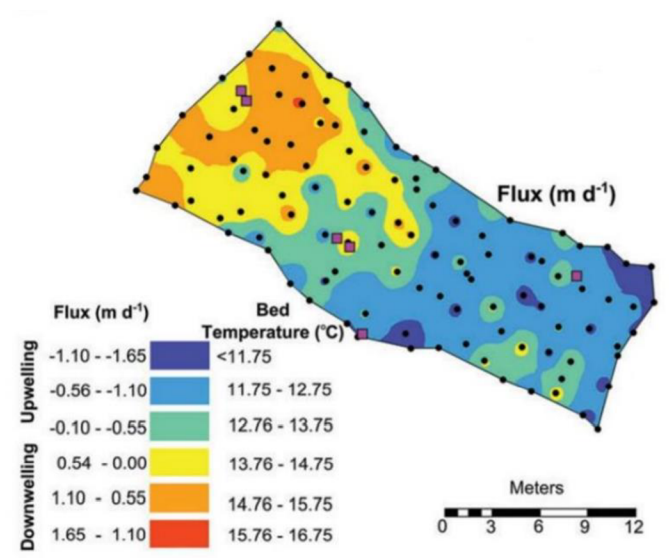 Flux (m d⁻¹)
Flux (m d⁻¹)
Bed
Temperature (°C)
Upwelling
-1.10 - -1.65
<11.75
-0.56 - -1.10
11.75 - 12.75
-0.10 - -0.55
12.76 - 13.75
Downwelling
0.54 - 0.00
13.76 - 14.75
1.10 - 0.55
14.76 - 15.75
1.65 - 1.10
15.76 - 16.75
Meters
0 3 6 9 12